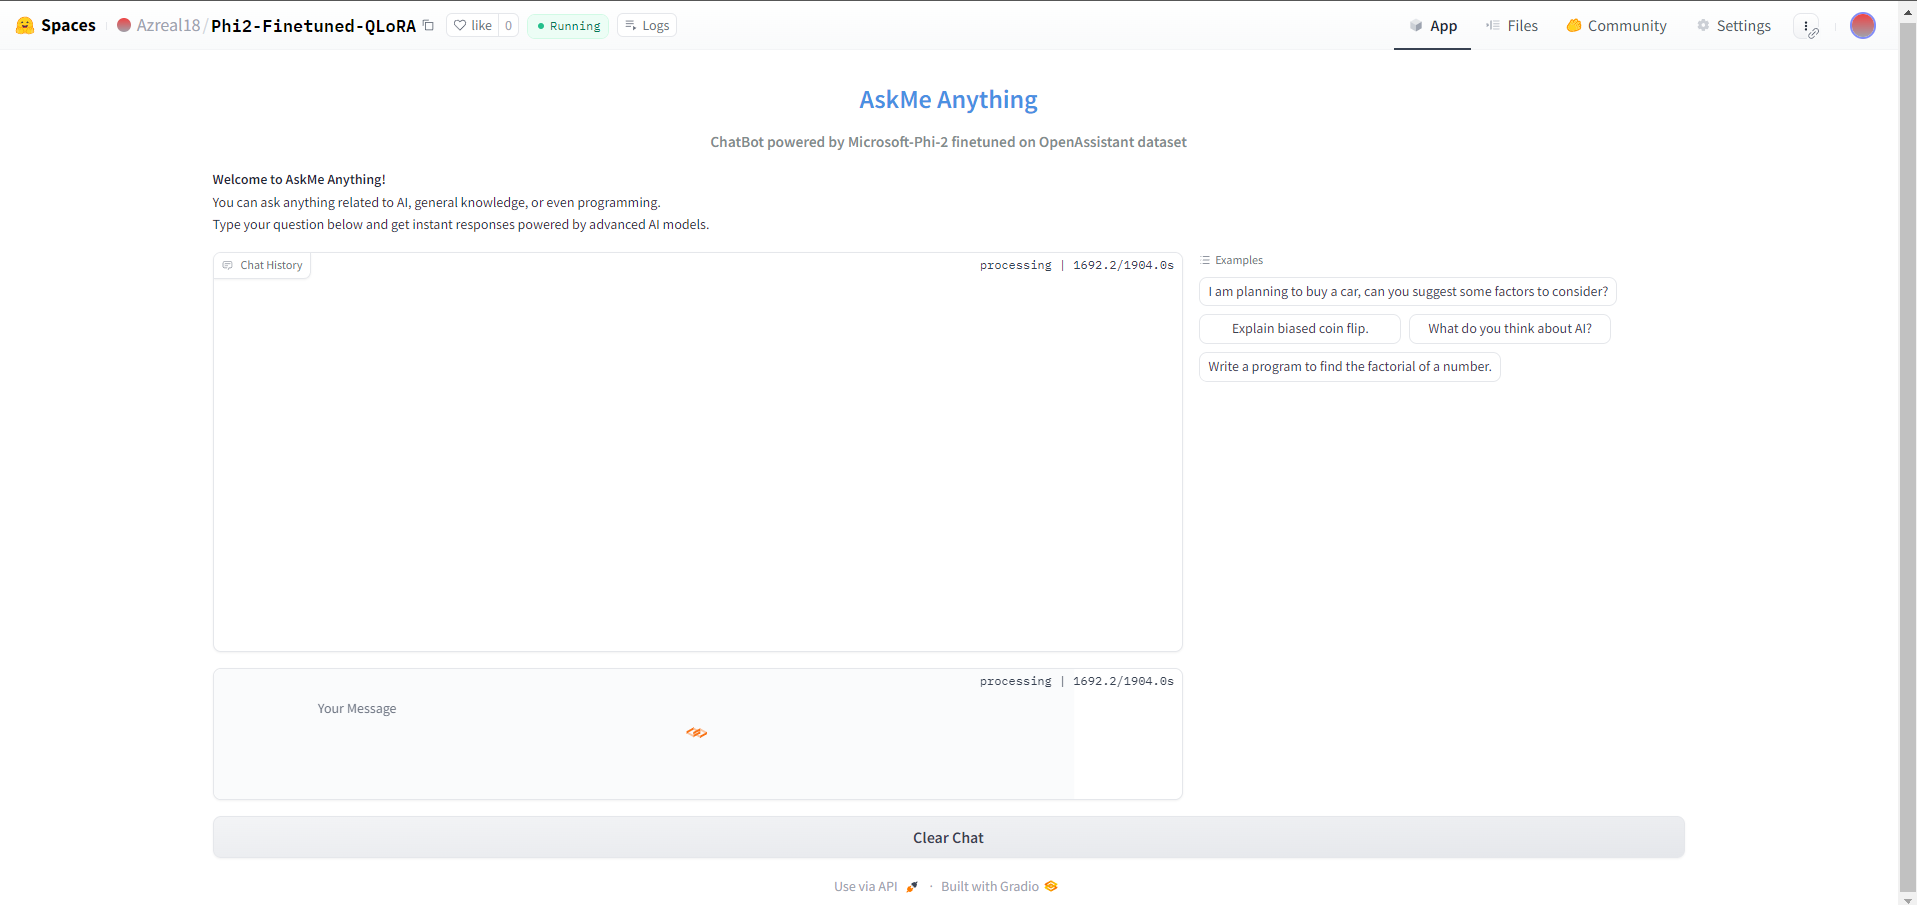 Spaces Azreal18/Phi2-Finetuned-QLoRA like 0 Running Logs App Files Community Settings
AskMe Anything
ChatBot powered by Microsoft-Phi-2 finetuned on OpenAssistant dataset
Welcome to AskMe Anything!
You can ask anything related to AI, general knowledge, or even programming.
Type your question below and get instant responses powered by advanced AI models.
Chat History processing | 1692.2/1904.0s
Examples
I am planning to buy a car, can you suggest some factors to consider?
Explain biased coin flip. What do you think about AI?
Write a program to find the factorial of a number.
processing | 1692.2/1904.0s
Your Message
Clear Chat
Use via API · Built with Gradio